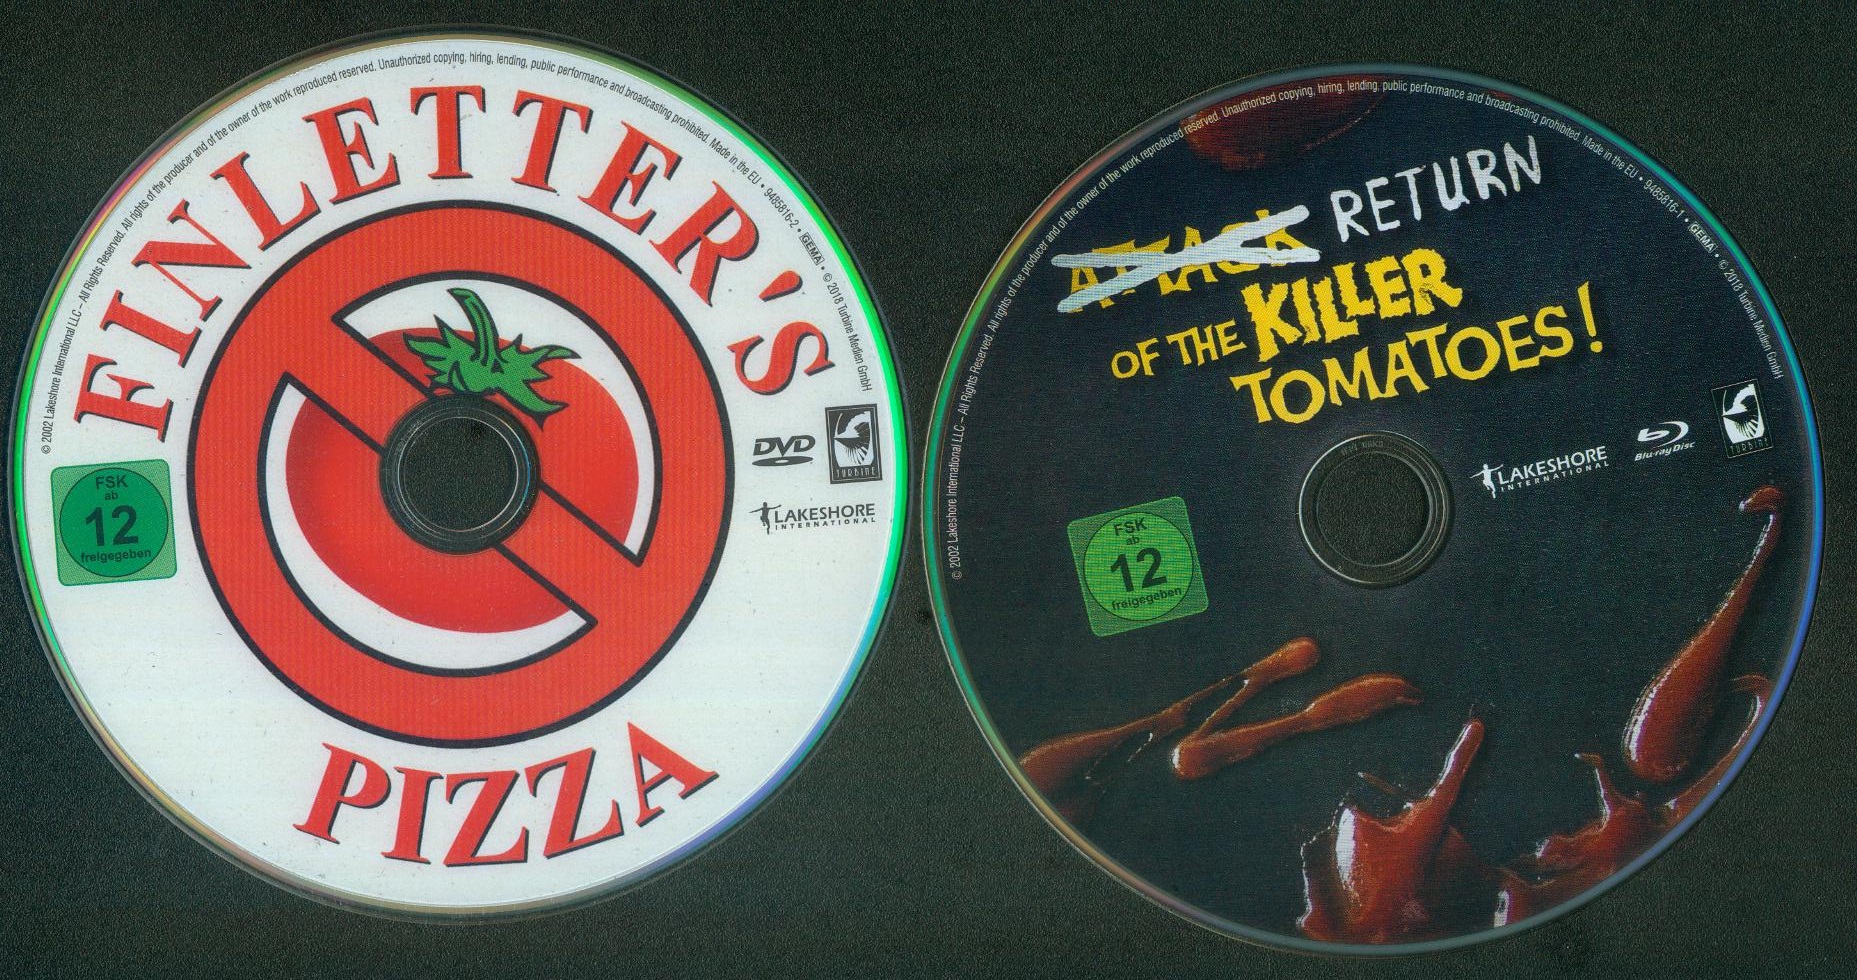 © 2002 Lakeshore International LLC – All Rights Reserved. All rights of the producer and of the owner of the work reproduced reserved. Unauthorized copying, hiring, lending, public performance and broadcasting prohibited. Made in the EU • 9485816-2 • GEMA • © 2018 Turbine Medien GmbH
FINLETTER'S
DVD
TURBINE
LAKESHORE
INTERNATIONAL
FSK
ab
12
freigegeben
PIZZA
© 2002 Lakeshore International LLC – All Rights Reserved. All rights of the producer and of the owner of the work reproduced reserved. Unauthorized copying, hiring, lending, public performance and broadcasting prohibited. Made in the EU • 9485816-1 • GEMA • © 2018 Turbine Medien GmbH
ATTACK RETURN
OF THE KILLER
TOMATOES!
LAKESHORE
INTERNATIONAL
Blu-ray Disc
TURBINE
FSK
ab
12
freigegeben